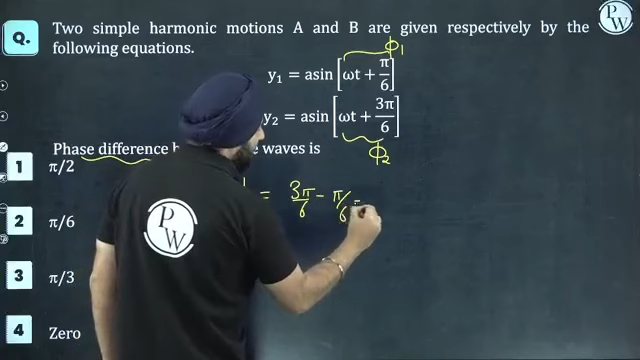 Q. Two simple harmonic motions A and B are given respectively by the following equations.
ϕ1
y₁ = asin [ωt + π/6]
y₂ = asin [ωt + 3π/6]
ϕ2
Phase difference waves is
1 π/2
= 3π/6 − π/6
2 π/6
3 π/3
4 Zero
PW
PW